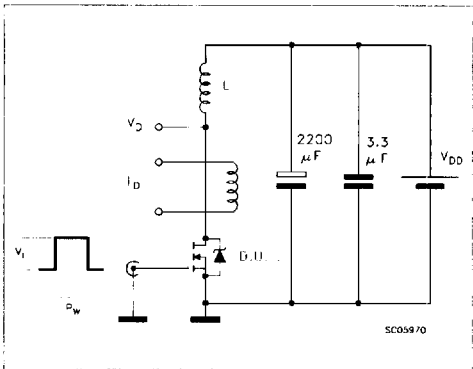 L
V_D
2200
µF
3.3
µF
V_DD
I_D
V_i
P_W
SC05970